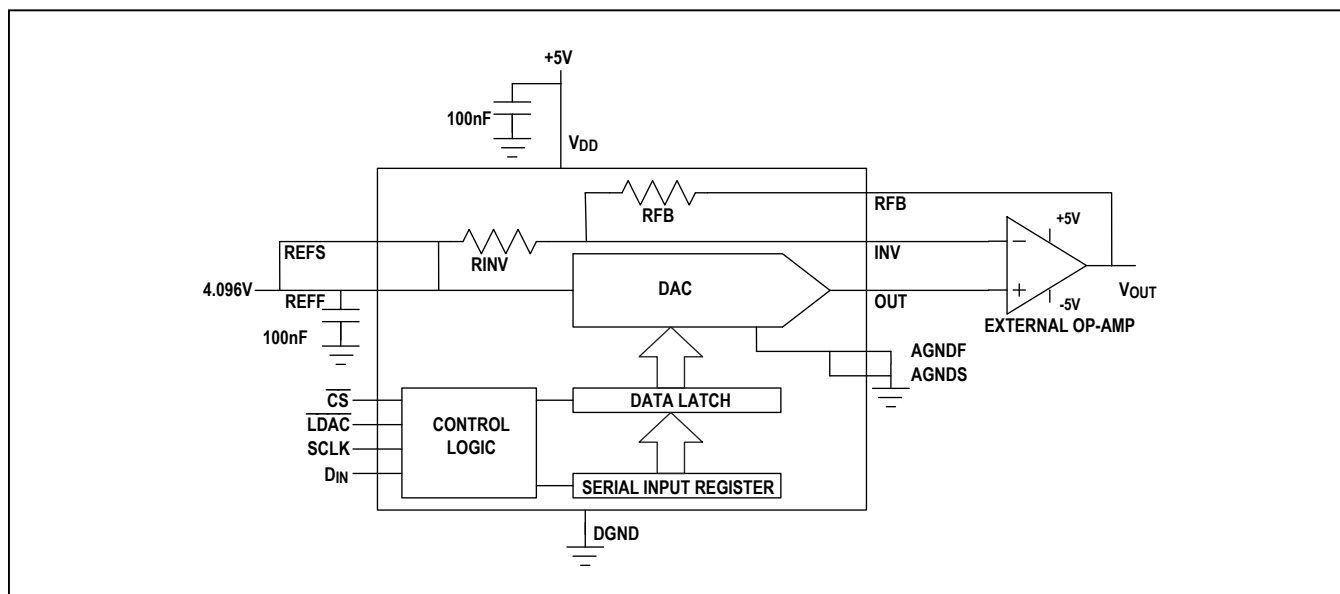 +5V
100nF
VDD
RFB
RFB
REFS
RINV
INV
+5V
−
4.096V
REFF
DAC
OUT
+
-5V
VOUT
100nF
EXTERNAL OP-AMP
AGNDF
AGNDS
CS
LDAC
SCLK
DIN
CONTROL
LOGIC
DATA LATCH
SERIAL INPUT REGISTER
DGND